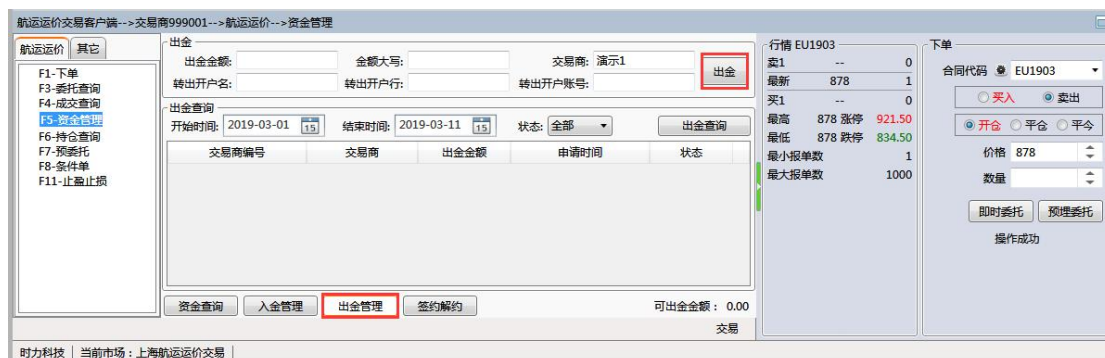 航运运价交易客户端-->交易商999001-->航运运价-->资金管理
航运运价 其它
F1-下单
F3-委托查询
F4-成交查询
F5-资金管理
F6-持仓查询
F7-预委托
F8-条件单
F11-止盈止损
出金
出金金额: 金额大写: 交易商: 演示1 出金
转出开户名: 转出开户行: 转出开户账号:
出金查询
开始时间: 2019-03-01 15 结束时间: 2019-03-11 15 状态: 全部 出金查询
交易商编号 交易商 出金金额 申请时间 状态
资金查询 入金管理 出金管理 签约解约 可出金金额: 0.00
交易
行情 EU1903
卖1 -- 0
最新 878 1
买1 -- 0
最高 878 涨停 921.50
最低 878 跌停 834.50
最小报单数 1
最大报单数 1000
下单
合同代码 EU1903
买入 卖出
开仓 平仓 平今
价格 878
数量
即时委托 预埋委托
操作成功
时力科技 当前市场:上海航运运价交易